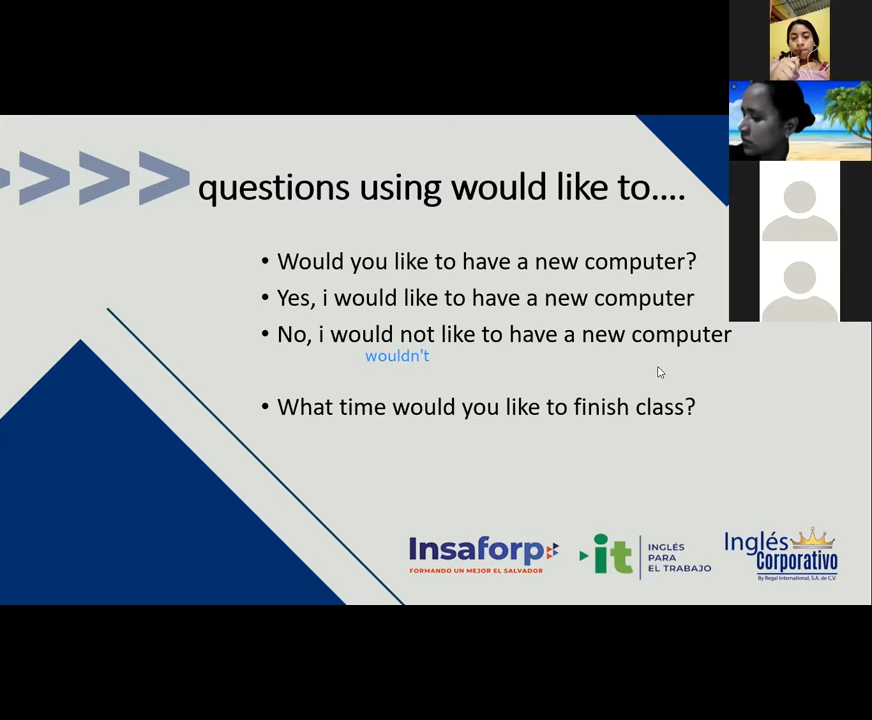 >>>> questions using would like to....
• Would you like to have a new computer?
• Yes, i would like to have a new computer
• No, i would not like to have a new computer
wouldn't
• What time would you like to finish class?
Insaforp
FORMANDO UN MEJOR EL SALVADOR
it
INGLÉS
PARA
EL TRABAJO
Inglés
Corporativo
By Regal International, S.A. de C.V.